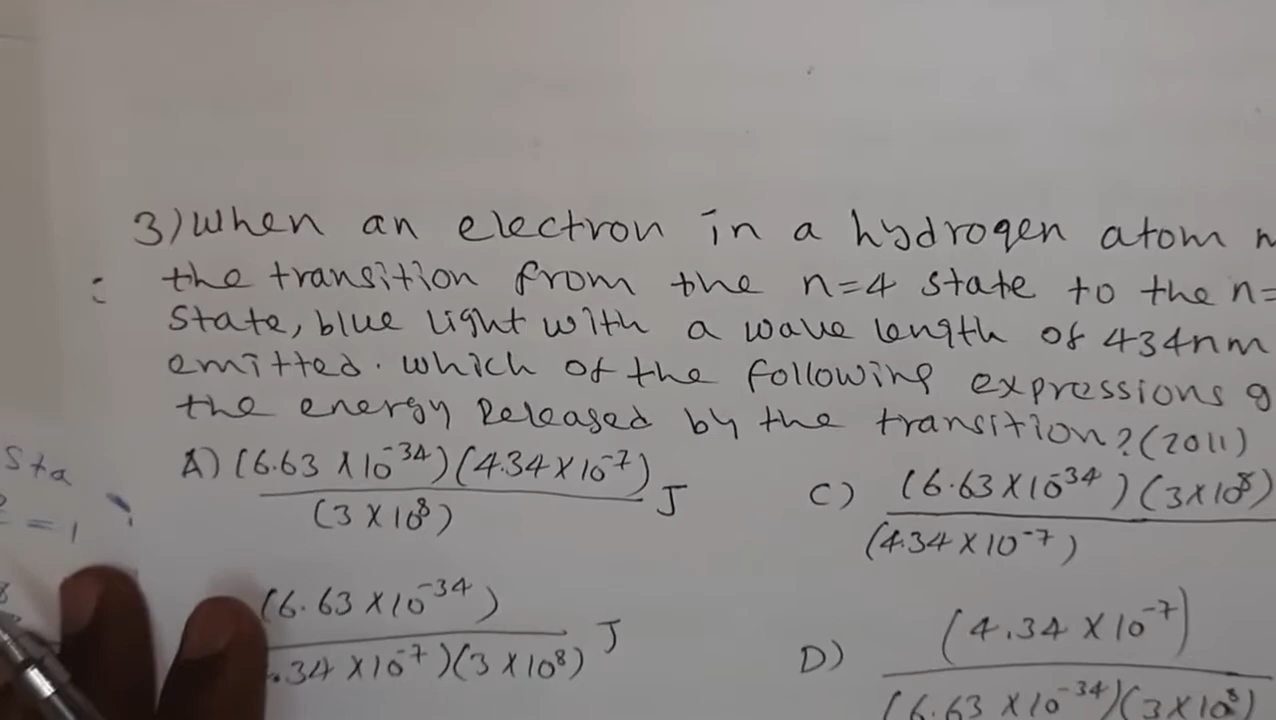 3) When an electron in a hydrogen atom
the transition from the n=4 state to the n=
State, blue light with a wave length of 434nm
emitted. which of the following expressions
the energy Released by the transition? (2011)
A) (6.63 X 10^-34) (4.34 X 10^-7)
(3 X 10^8) J
C) (6.63 X 10^-34) (3 X 10^8)
(4.34 X 10^-7)
(6.63 X 10^-34)
.34 X 10^-7) (3 X 10^8) J
D) (4.34 X 10^-7)
(6.63 X 10^-34) (3 X 10^8)
Sta
= 1